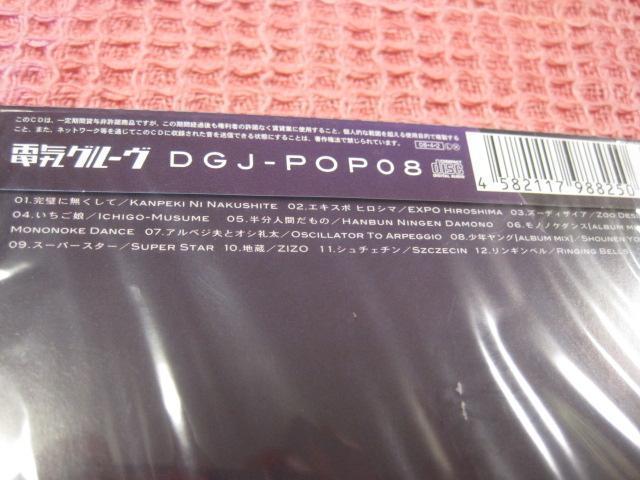 このCDは、一定期間貸与非許諾商品ですが、この期間経過後も権利者の許諾なく賃貸業に使用すること、個人的な範囲を超える使用目的で複製する
こと、また、ネットワーク等を通じてこのCDに収録された音を送信できる状態にすることは、著作権法で禁じられています。
08・4・2
電気グルーヴ DGJ-POP08
COMPACT disc DIGITAL AUDIO
4 582117 988250
01.完璧に無くして/KANPEKI NI NAKUSHITE 02.エキスポ ヒロシマ/EXPO HIROSHIMA 03.ズーディザイア/ZOO DES
04.いちご娘/ICHIGO-MUSUME 05.半分人間だもの/HANBUN NINGEN DAMONO 06.モノノケダンス[ALBUM MI
MONONOKE DANCE 07.アルペジ夫とオシ礼太/OSCILLATOR TO ARPEGGIO 08.少年ヤング[ALBUM MIX]/SHOUNEN Y
09.スーパースター/SUPER STAR 10.地蔵/ZIZO 11.シュチェチン/SZCZECIN 12.リンギンベル/RINGING BELLS